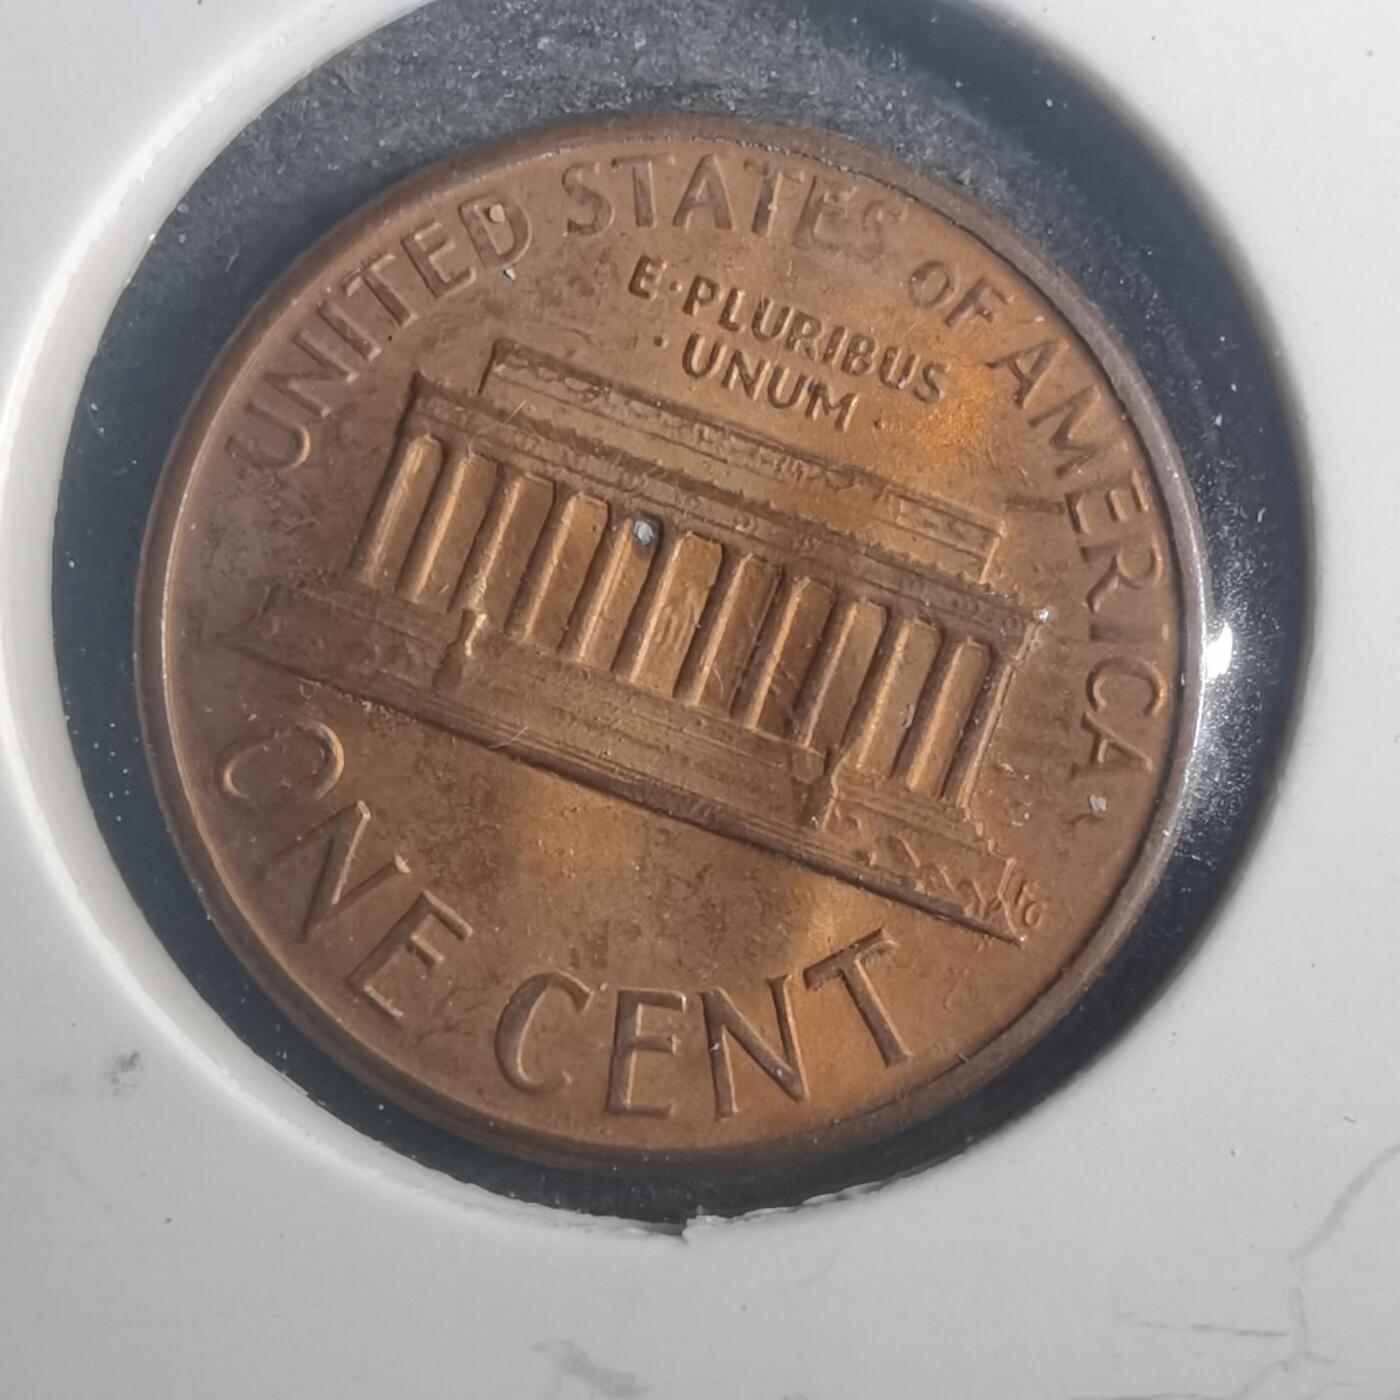 UNITED STATES OF AMERICA
E·PLURIBUS
·UNUM·
ONE CENT